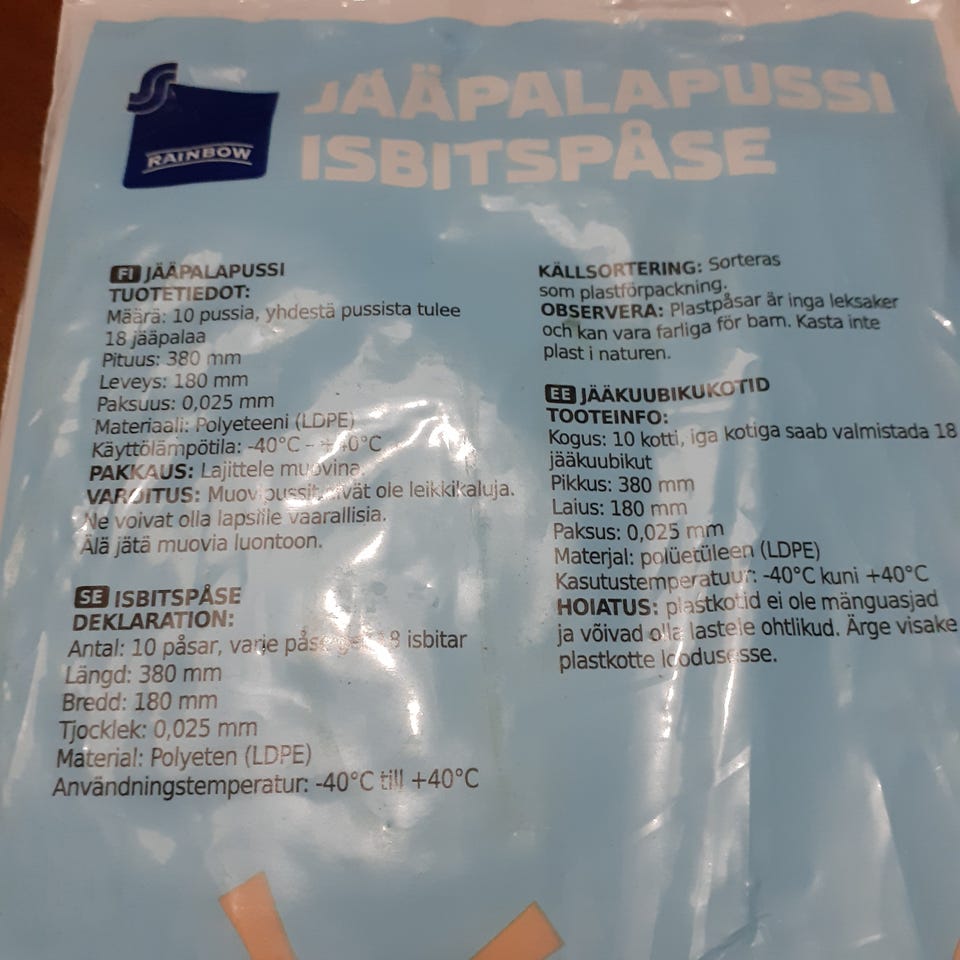 RAINBOW
JÄÄPALAPUSSI
ISBITSPÅSE
FI JÄÄPALAPUSSI
TUOTETIEDOT:
Määrä: 10 pussia, yhdestä pussista tulee
18 jääpalaa
Pituus: 380 mm
Leveys: 180 mm
Paksuus: 0,025 mm
Materiaali: Polyeteeni (LDPE)
Käyttölämpötila: -40°C - +40°C
PAKKAUS: Lajittele muovina.
VAROITUS: Muovipussit eivät ole leikkikaluja.
Ne voivat olla lapsille vaarallisia.
Älä jätä muovia luontoon.
SE ISBITSPÅSE
DEKLARATION:
Antal: 10 påsar, varje påse 18 isbitar
Längd: 380 mm
Bredd: 180 mm
Tjocklek: 0,025 mm
Material: Polyeten (LDPE)
Användningstemperatur: -40°C till +40°C
KÄLLSORTERING: Sorteras
som plastförpackning.
OBSERVERA: Plastpåsar är inga leksaker
och kan vara farliga för barn. Kasta inte
plast i naturen.
EE JÄÄKUUBIKUKOTID
TOOTEINFO:
Kogus: 10 kotti, iga kotiga saab valmistada 18
jääkuubikut
Pikkus: 380 mm
Laius: 180 mm
Paksus: 0,025 mm
Materjal: polüetüleen (LDPE)
Kasutustemperatuur: -40°C kuni +40°C
HOIATUS: plastkotid ei ole mänguasjad
ja võivad olla lastele ohtlikud. Ärge visake
plastkotte loodusesse.